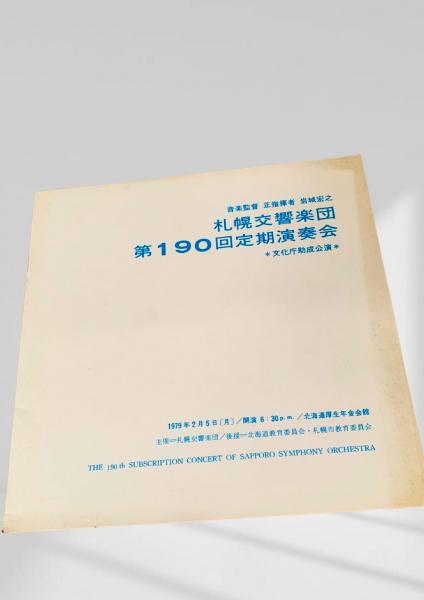 音楽監督 正指揮者 岩城宏之
札幌交響楽団
第190回定期演奏会
*文化庁助成公演*
1979年2月5日〔月〕/開演 6:30p.m./北海道厚生年金会館
主催=札幌交響楽団/後援=北海道教育委員会・札幌市教育委員会
THE 190th SUBSCRIPTION CONCERT OF SAPPORO SYMPHONY ORCHESTRA